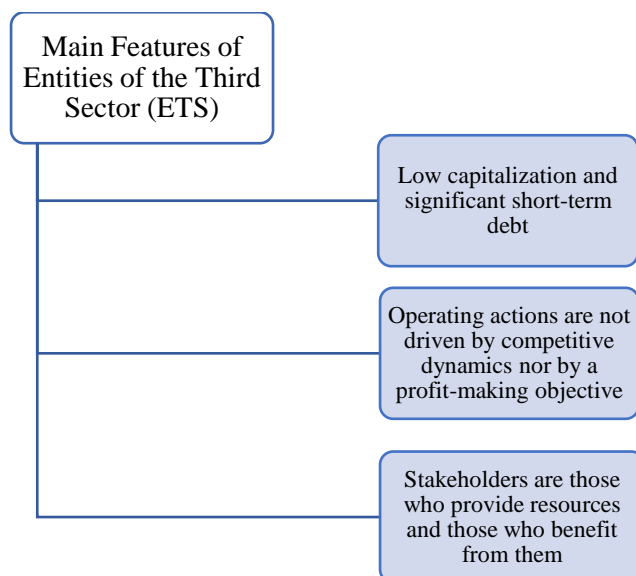 Main Features of
Entities of the Third
Sector (ETS)
Low capitalization and
significant short-term
debt
Operating actions are not
driven by competitive
dynamics nor by a
profit-making objective
Stakeholders are those
who provide resources
and those who benefit
from them